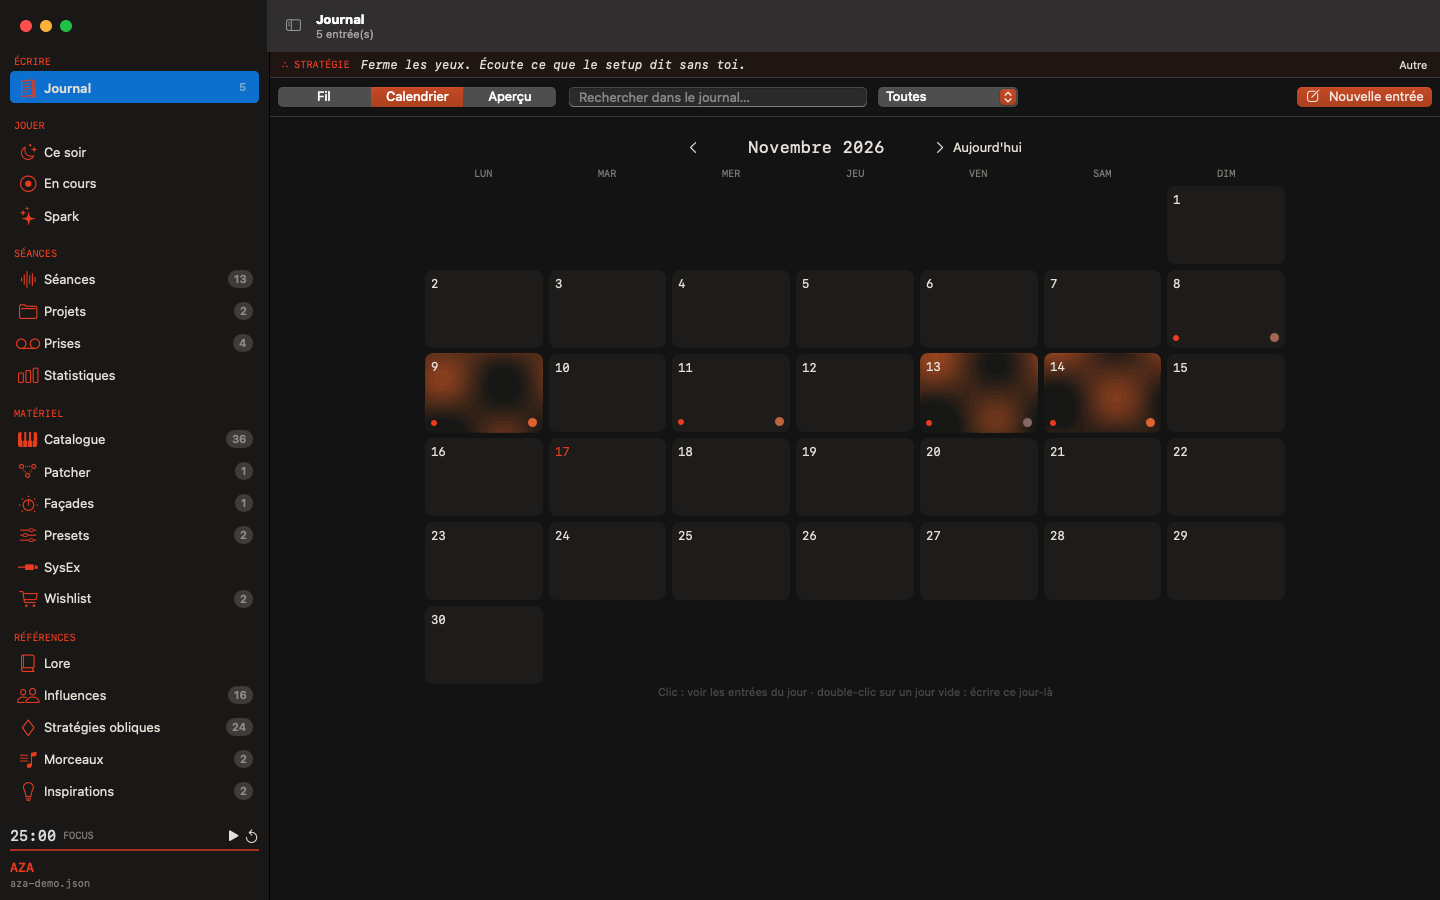 ÉCRIRE
Journal 5
JOUER
Ce soir
En cours
Spark
SÉANCES
Séances 13
Projets 2
Prises 4
Statistiques
MATÉRIEL
Catalogue 36
Patcher 1
Façades 1
Presets 2
SysEx
Wishlist 2
RÉFÉRENCES
Lore
Influences 16
Stratégies obliques 24
Morceaux 2
Inspirations 2
25:00 FOCUS
AZA
aza-demo.json
Journal
5 entrée(s)
STRATÉGIE Ferme les yeux. Écoute ce que le setup dit sans toi. Autre
Fil Calendrier Aperçu Rechercher dans le journal... Toutes Nouvelle entrée
Novembre 2026 Aujourd'hui
LUN MAR MER JEU VEN SAM DIM
1
2 3 4 5 6 7 8
9 10 11 12 13 14 15
16 17 18 19 20 21 22
23 24 25 26 27 28 29
30
Clic : voir les entrées du jour · double-clic sur un jour vide : écrire ce jour-là